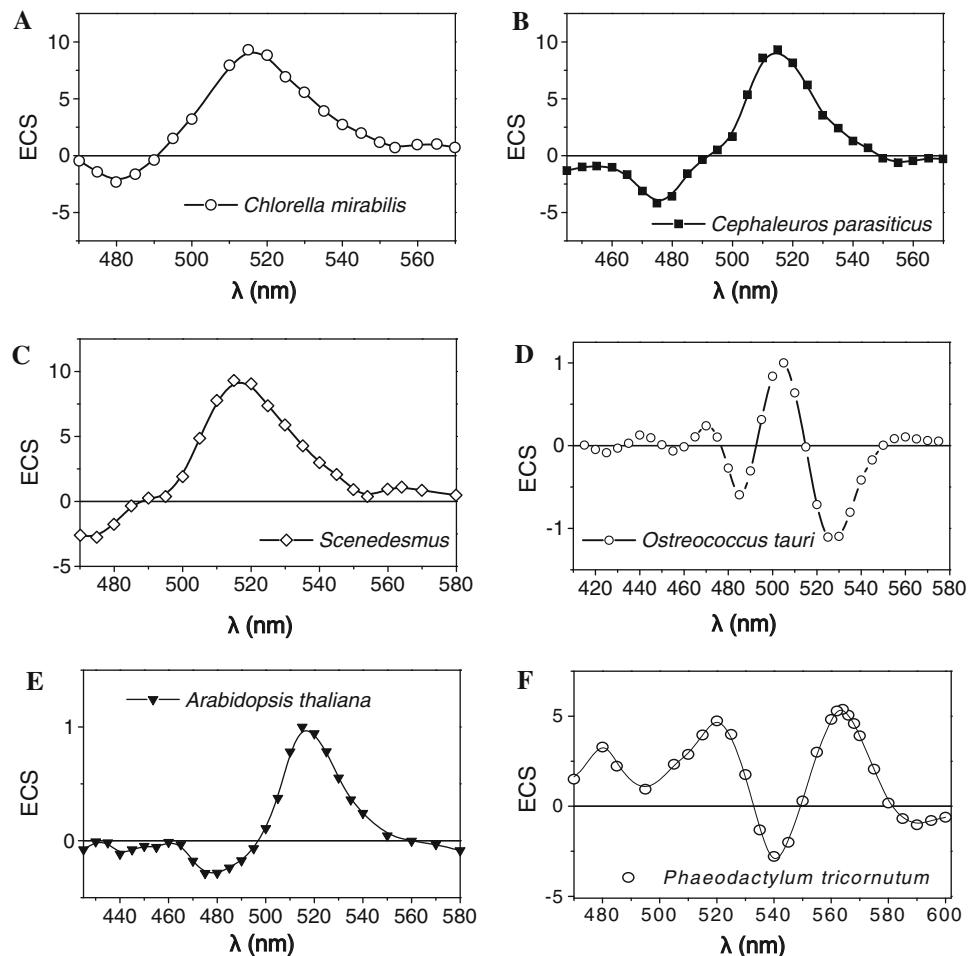 A
10
5
0
-5
ECS
Chlorella mirabilis
480 500 520 540 560
λ (nm)
B
10
5
0
-5
ECS
Cephaleuros parasiticus
460 480 500 520 540 560
λ (nm)
C
10
5
0
-5
ECS
Scenedesmus
480 500 520 540 560 580
λ (nm)
D
1
0
-1
ECS
Ostreococcus tauri
420 440 460 480 500 520 540 560 580
λ (nm)
E
1
0
ECS
Arabidopsis thaliana
440 460 480 500 520 540 560 580
λ (nm)
F
5
0
-5
ECS
Phaeodactylum tricornutum
480 500 520 540 560 580 600
λ (nm)